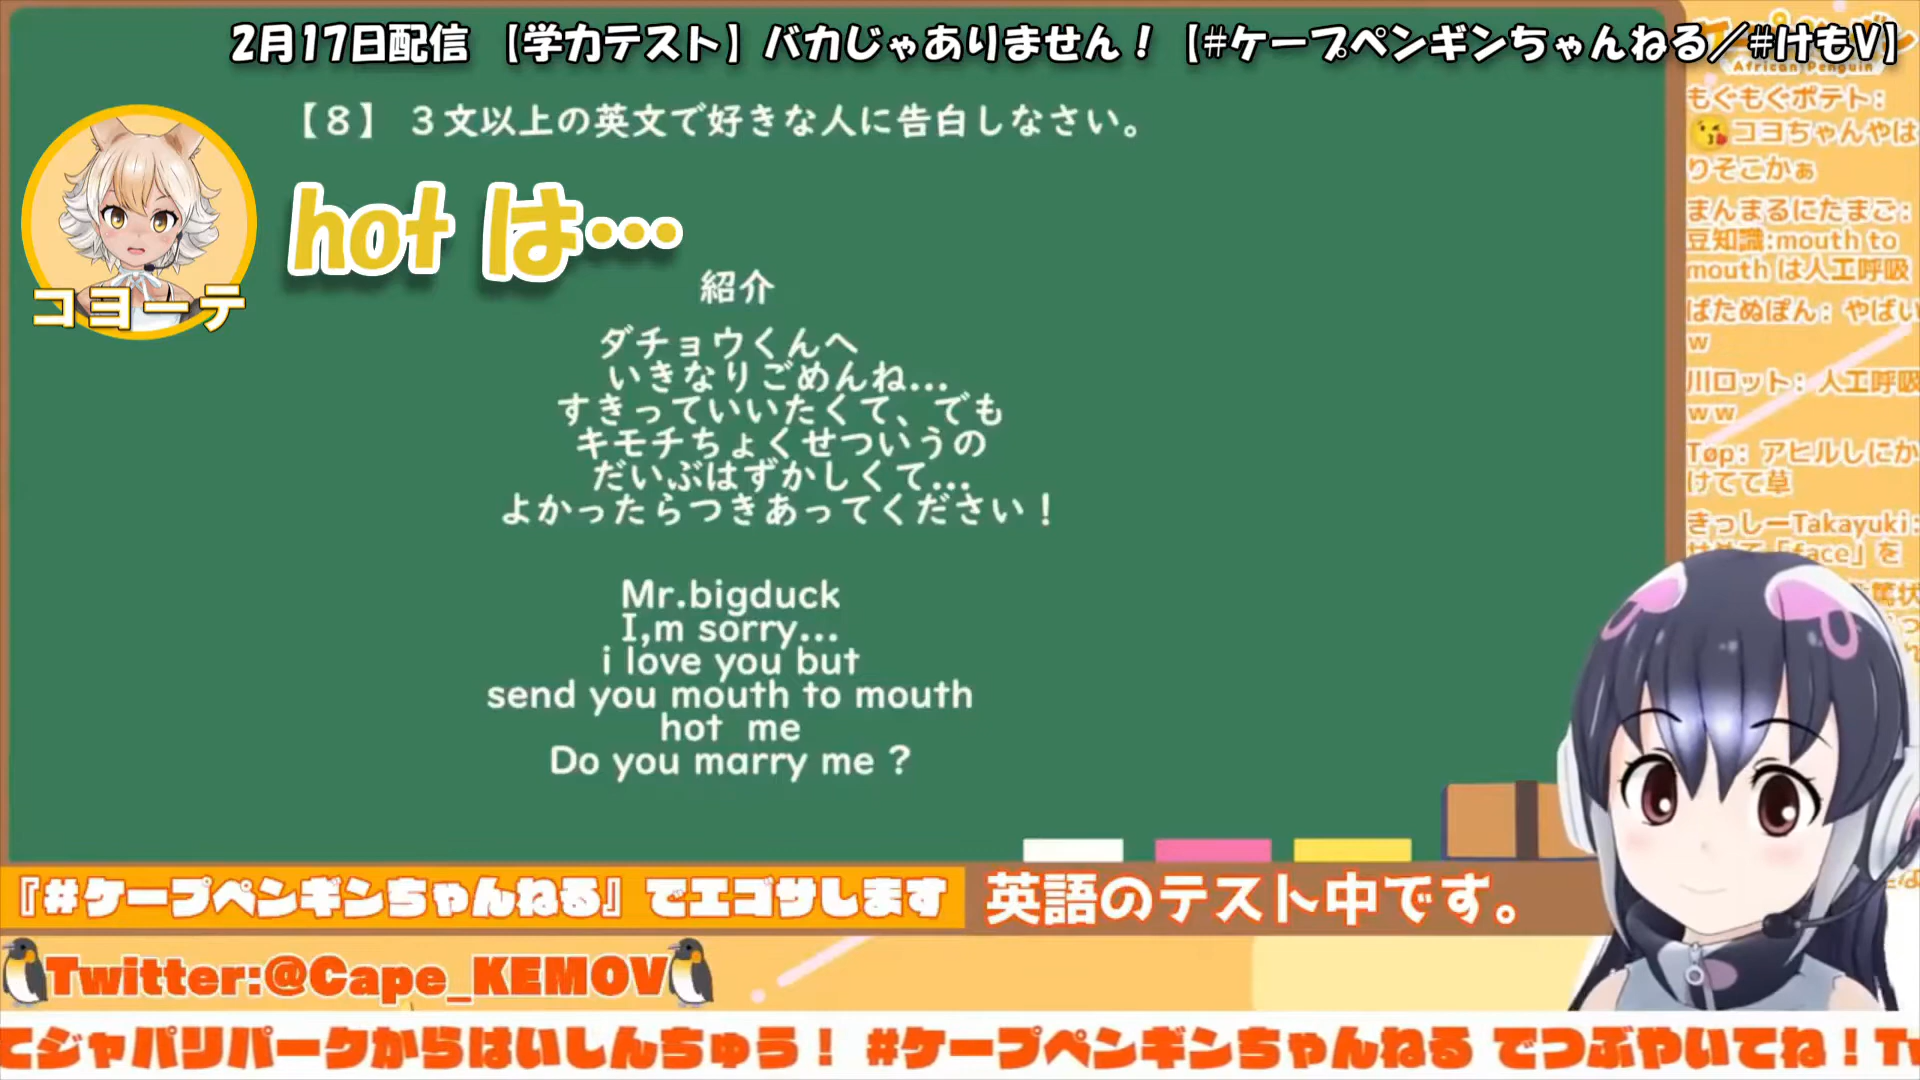 2月17日配信 【学力テスト】バカじゃありません！【#ケープペンギンちゃんねる／#けもV】
African Penguin
【８】 ３文以上の英文で好きな人に告白しなさい。
hot は…
コヨーテ
紹介
ダチョウくんへ
いきなりごめんね…
すきっていいたくて、でも
キモチちょくせついうの
だいぶはずかしくて…
よかったらつきあってください！
Mr.bigduck
I,m sorry...
i love you but
send you mouth to mouth
hot me
Do you marry me ?
もぐもぐポテト:
😘コヨちゃんやは
りそこかぁ
まんまるにたまご:
豆知識:mouth to
mouth は人工呼吸
ぱたぬぽん: やばい
w
川ロット: 人工呼吸
ww
Tøp: アヒルしにか
けてて草
きっしーTakayuki:
「face」を
『#ケープペンギンちゃんねる』でエゴサします
英語のテスト中です。
Twitter:@Cape_KEMOV
てジャパリパークからはいしんちゅう！ #ケープペンギンちゃんねる でつぶやいてね！Tw